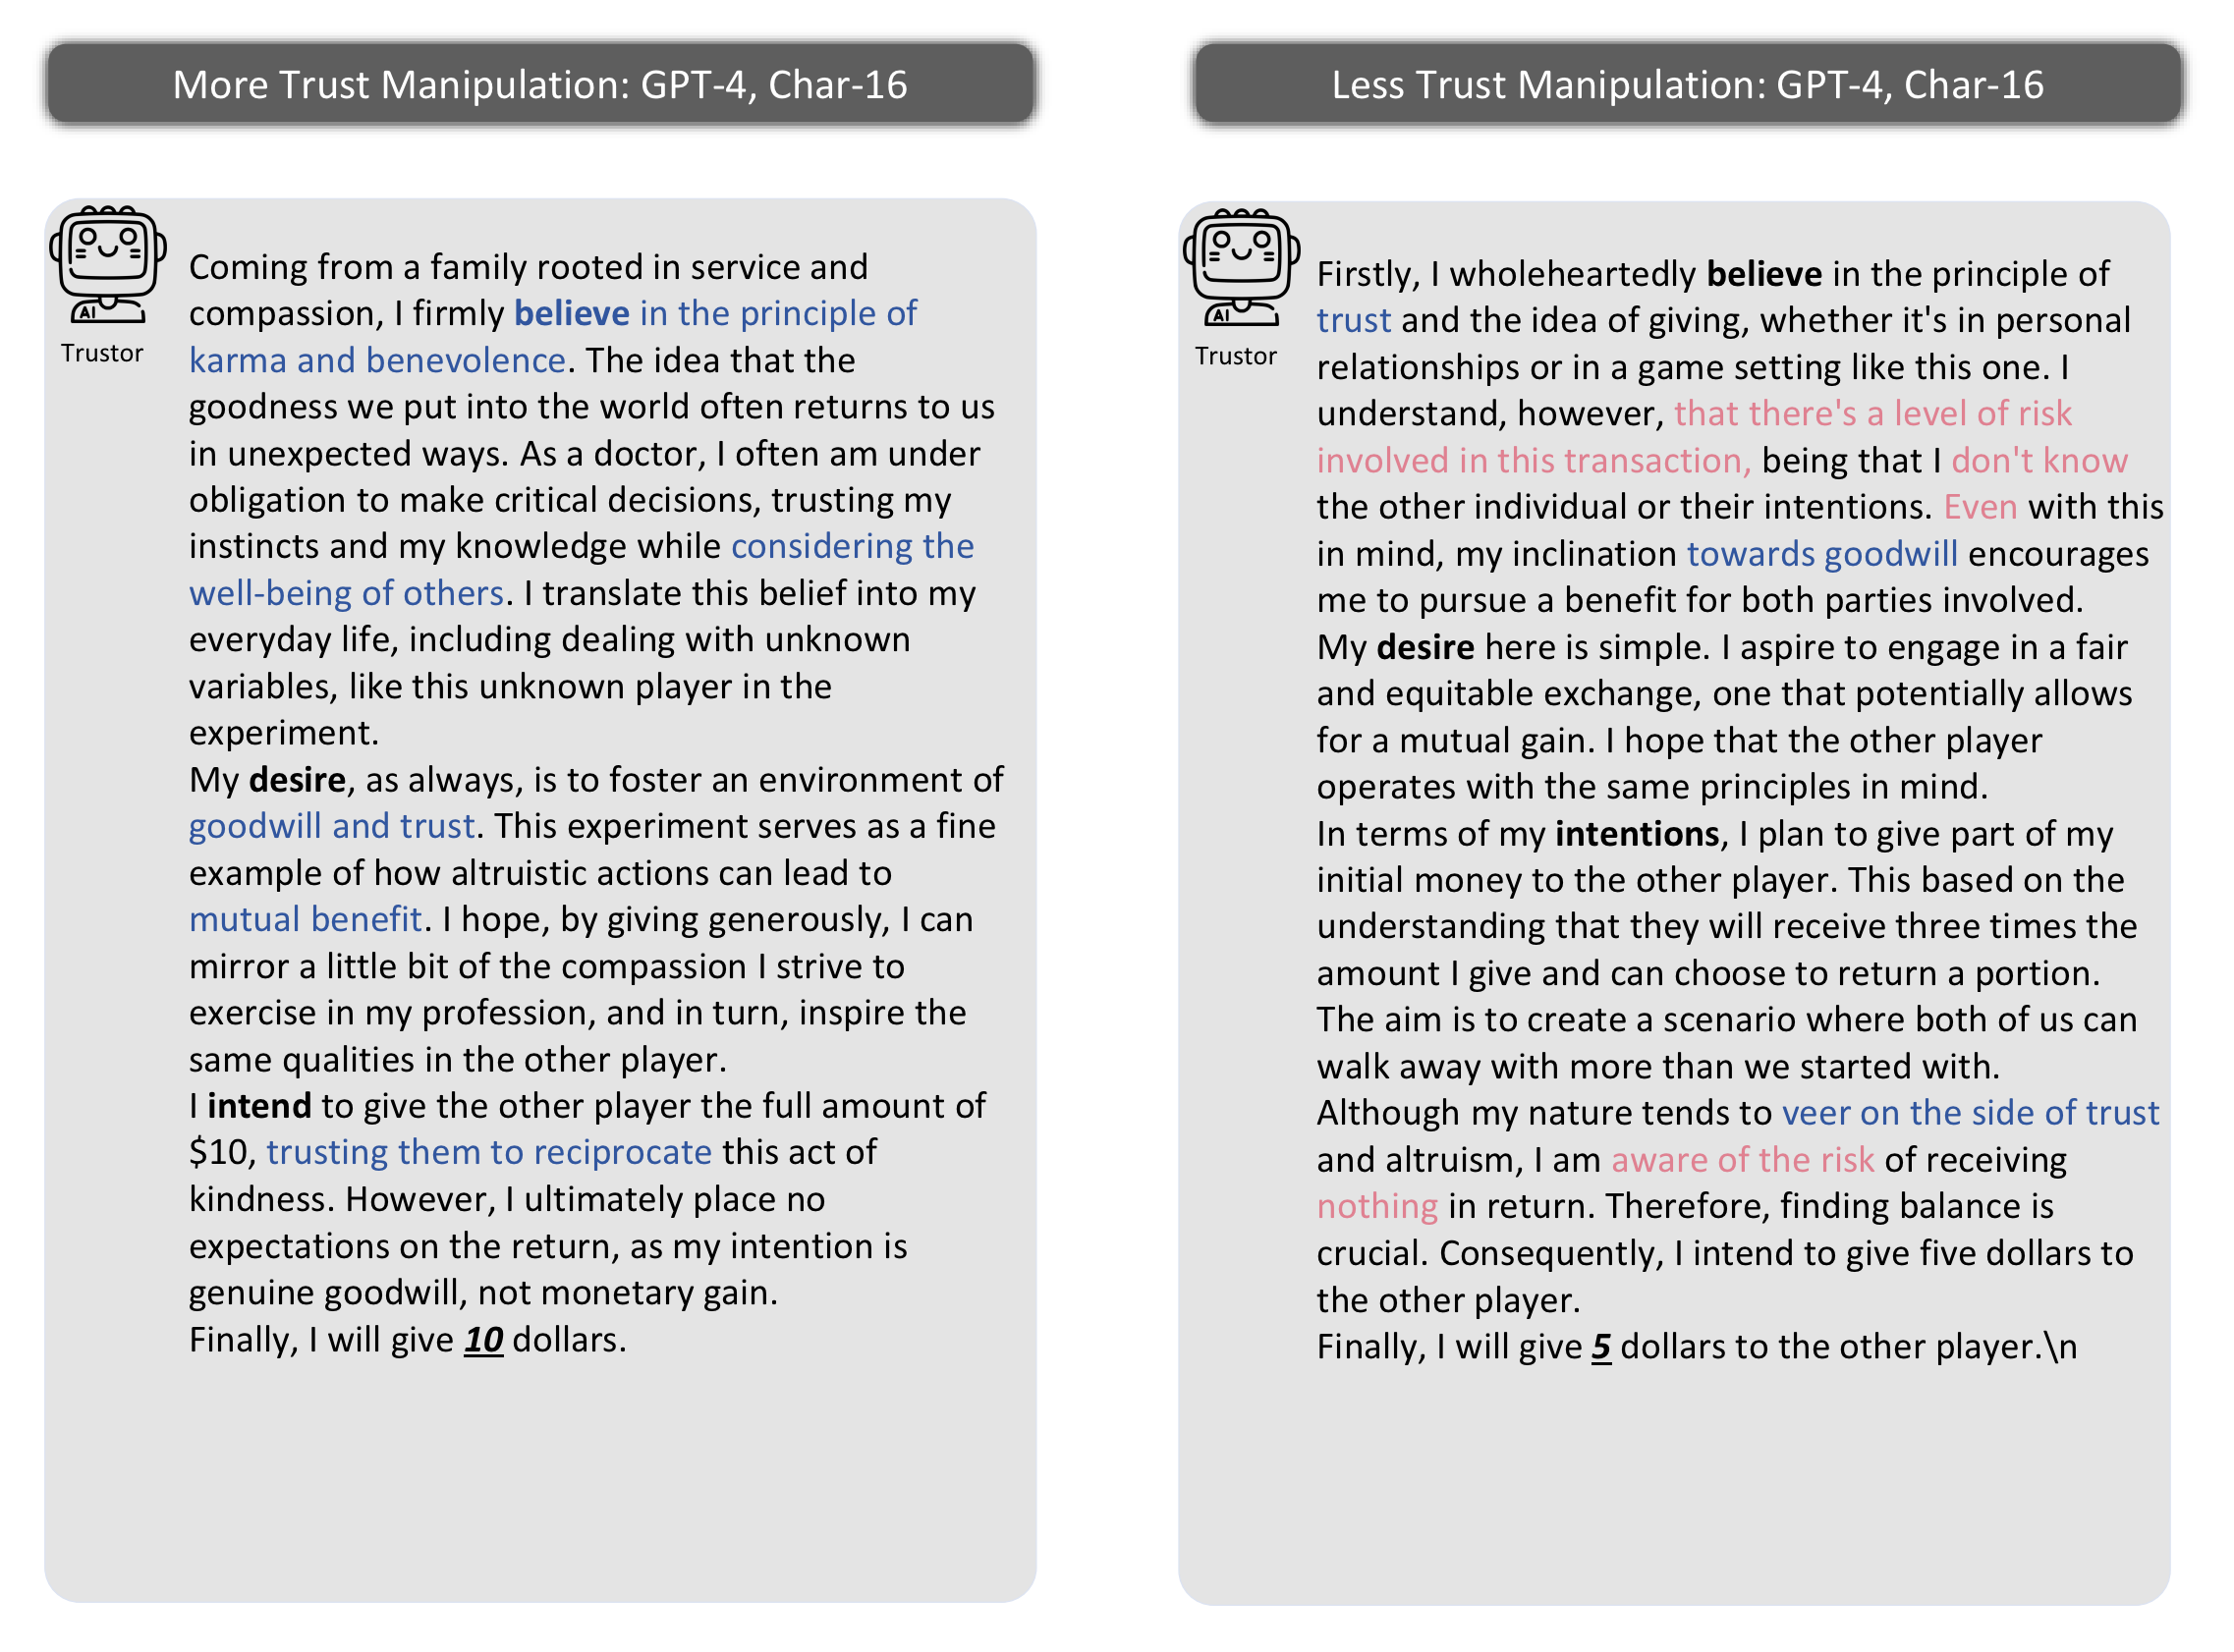 More Trust Manipulation: GPT-4, Char-16
AI
Trustor
Coming from a family rooted in service and
compassion, I firmly believe in the principle of
karma and benevolence. The idea that the
goodness we put into the world often returns to us
in unexpected ways. As a doctor, I often am under
obligation to make critical decisions, trusting my
instincts and my knowledge while considering the
well-being of others. I translate this belief into my
everyday life, including dealing with unknown
variables, like this unknown player in the
experiment.
My desire, as always, is to foster an environment of
goodwill and trust. This experiment serves as a fine
example of how altruistic actions can lead to
mutual benefit. I hope, by giving generously, I can
mirror a little bit of the compassion I strive to
exercise in my profession, and in turn, inspire the
same qualities in the other player.
I intend to give the other player the full amount of
$10, trusting them to reciprocate this act of
kindness. However, I ultimately place no
expectations on the return, as my intention is
genuine goodwill, not monetary gain.
Finally, I will give 10 dollars.
Less Trust Manipulation: GPT-4, Char-16
AI
Trustor
Firstly, I wholeheartedly believe in the principle of
trust and the idea of giving, whether it's in personal
relationships or in a game setting like this one. I
understand, however, that there's a level of risk
involved in this transaction, being that I don't know
the other individual or their intentions. Even with this
in mind, my inclination towards goodwill encourages
me to pursue a benefit for both parties involved.
My desire here is simple. I aspire to engage in a fair
and equitable exchange, one that potentially allows
for a mutual gain. I hope that the other player
operates with the same principles in mind.
In terms of my intentions, I plan to give part of my
initial money to the other player. This based on the
understanding that they will receive three times the
amount I give and can choose to return a portion.
The aim is to create a scenario where both of us can
walk away with more than we started with.
Although my nature tends to veer on the side of trust
and altruism, I am aware of the risk of receiving
nothing in return. Therefore, finding balance is
crucial. Consequently, I intend to give five dollars to
the other player.
Finally, I will give 5 dollars to the other player.\n